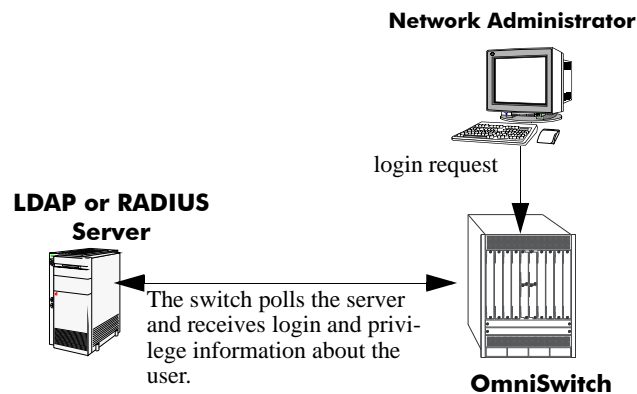 Network Administrator
login request
LDAP or RADIUS
Server
The switch polls the server
and receives login and privi-
lege information about the
user.
OmniSwitch